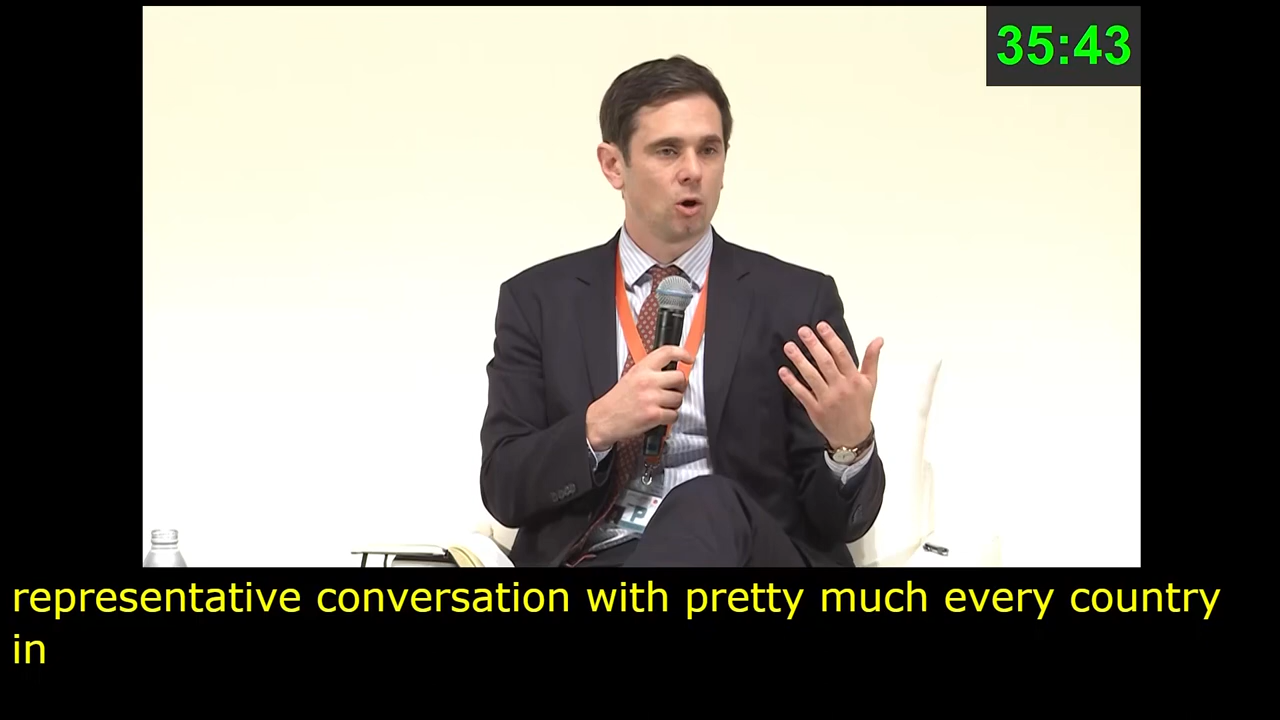 35:43
representative conversation with pretty much every country
in